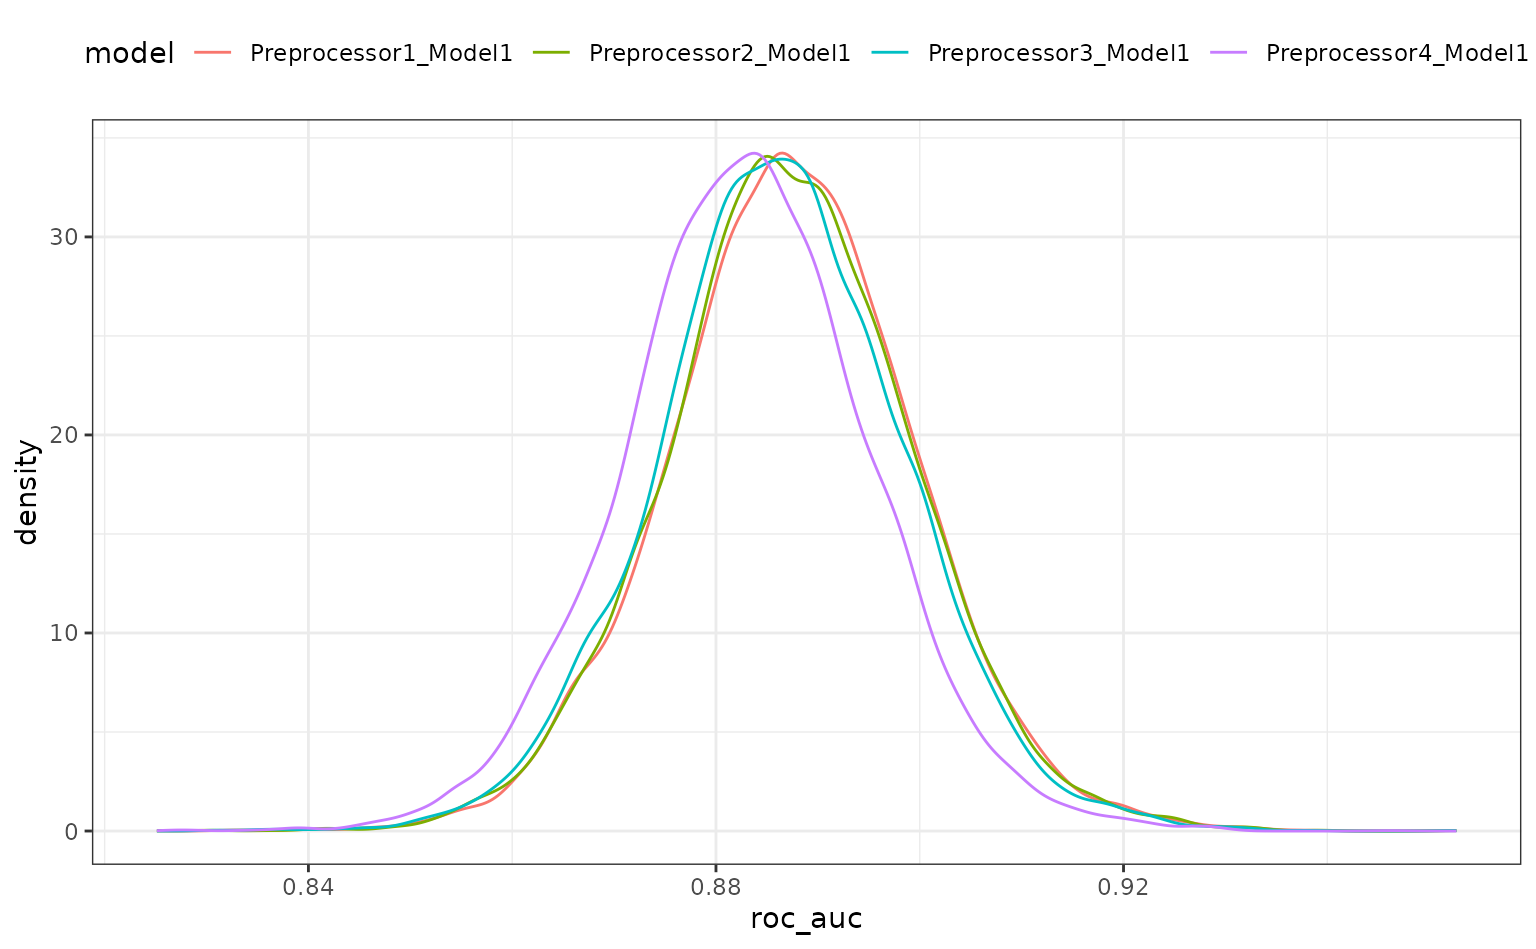 model Preprocessor1_Model1 Preprocessor2_Model1 Preprocessor3_Model1 Preprocessor4_Model1
30
20
10
0
density
0.84 0.88 0.92
roc_auc